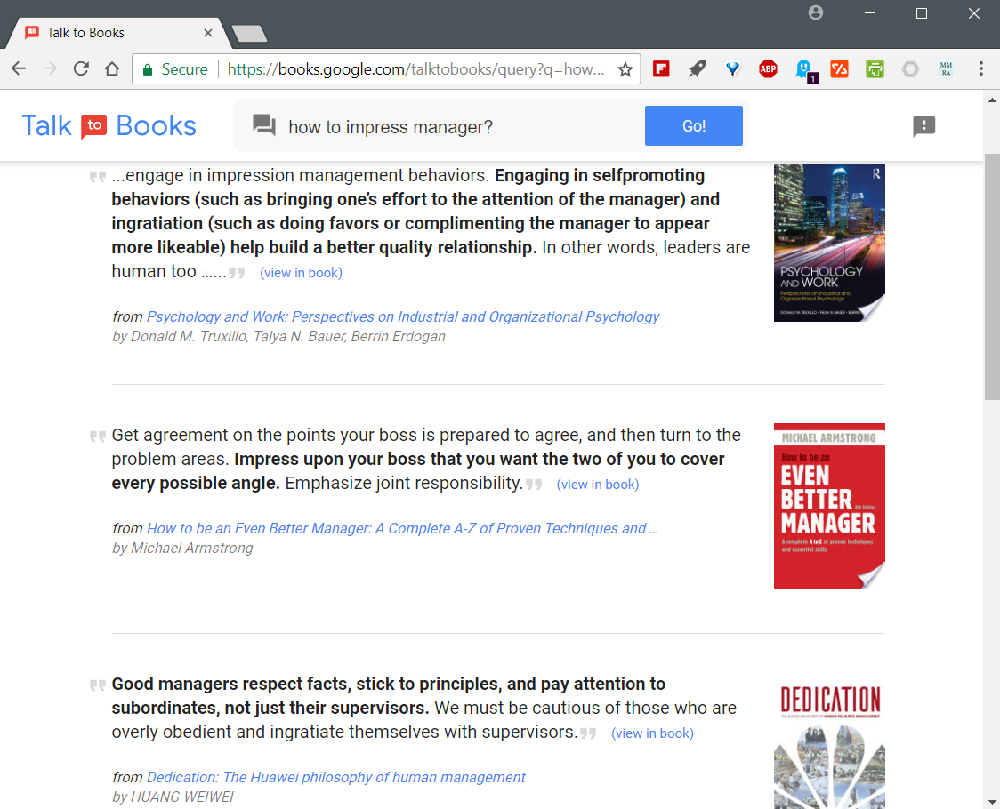 Talk to Books
Secure
https://books.google.com/talktobooks/query?q=how...
ABP
1
MM
RA
Talk to Books
how to impress manager?
Go!
...engage in impression management behaviors. Engaging in selfpromoting
behaviors (such as bringing one's effort to the attention of the manager) and
ingratiation (such as doing favors or complimenting the manager to appear
more likeable) help build a better quality relationship. In other words, leaders are
human too …... (view in book)
from Psychology and Work: Perspectives on Industrial and Organizational Psychology
by Donald M. Truxillo, Talya N. Bauer, Berrin Erdogan
R
PSYCHOLOGY
AND WORK
Perspectives on Industrial and
Organizational Psychology
DONALD M. TRUXILLO • TALYA N. BAUER • BERRIN
Get agreement on the points your boss is prepared to agree, and then turn to the
problem areas. Impress upon your boss that you want the two of you to cover
every possible angle. Emphasize joint responsibility. (view in book)
from How to be an Even Better Manager: A Complete A-Z of Proven Techniques and …
by Michael Armstrong
MICHAEL ARMSTRONG
How to be an
EVEN
BETTER
MANAGER
A complete A to Z of proven techniques
and essential skills
Good managers respect facts, stick to principles, and pay attention to
subordinates, not just their supervisors. We must be cautious of those who are
overly obedient and ingratiate themselves with supervisors. (view in book)
from Dedication: The Huawei philosophy of human management
by HUANG WEIWEI
DEDICATION
THE HUAWEI PHILOSOPHY OF HUMAN RESOURCE MANAGEMENT